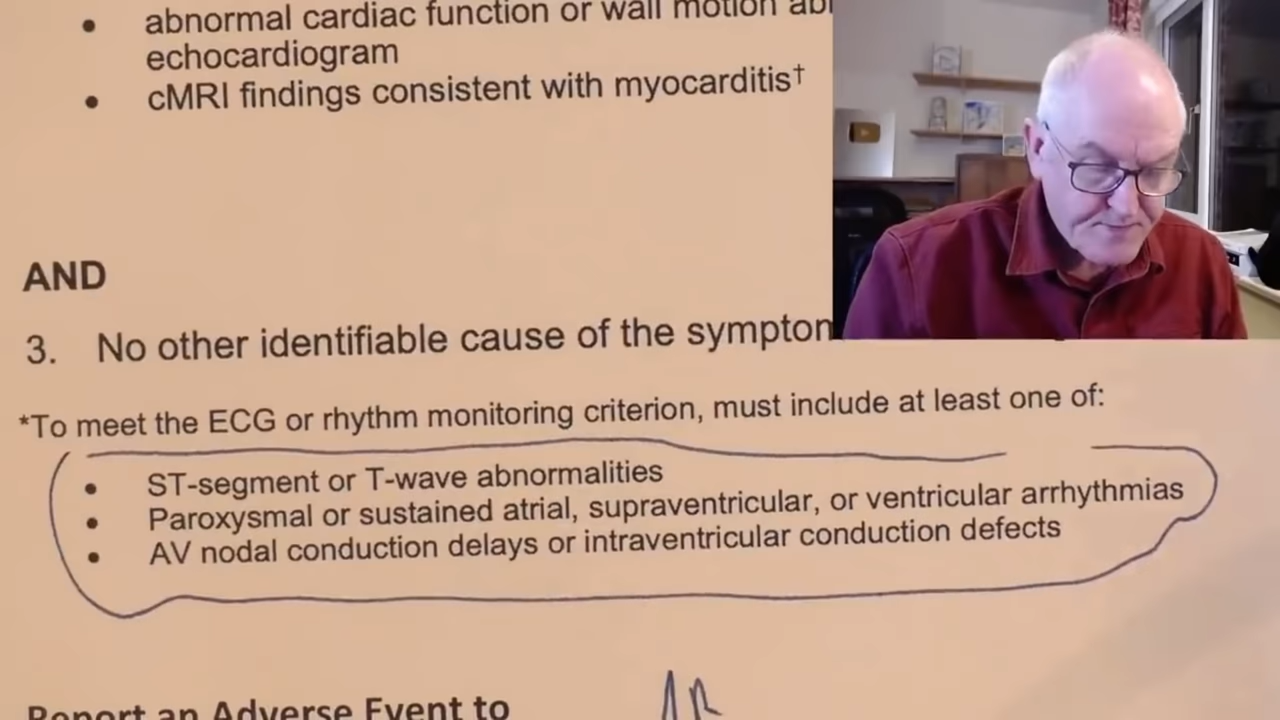 • abnormal cardiac function or wall motion
echocardiogram
• cMRI findings consistent with myocarditis†
AND
3. No other identifiable cause of the
*To meet the ECG or rhythm monitoring criterion, must include at least one of:
• ST-segment or T-wave abnormalities
• Paroxysmal or sustained atrial, supraventricular, or ventricular arrhythmias
• AV nodal conduction delays or intraventricular conduction defects
Report an Adverse Event to